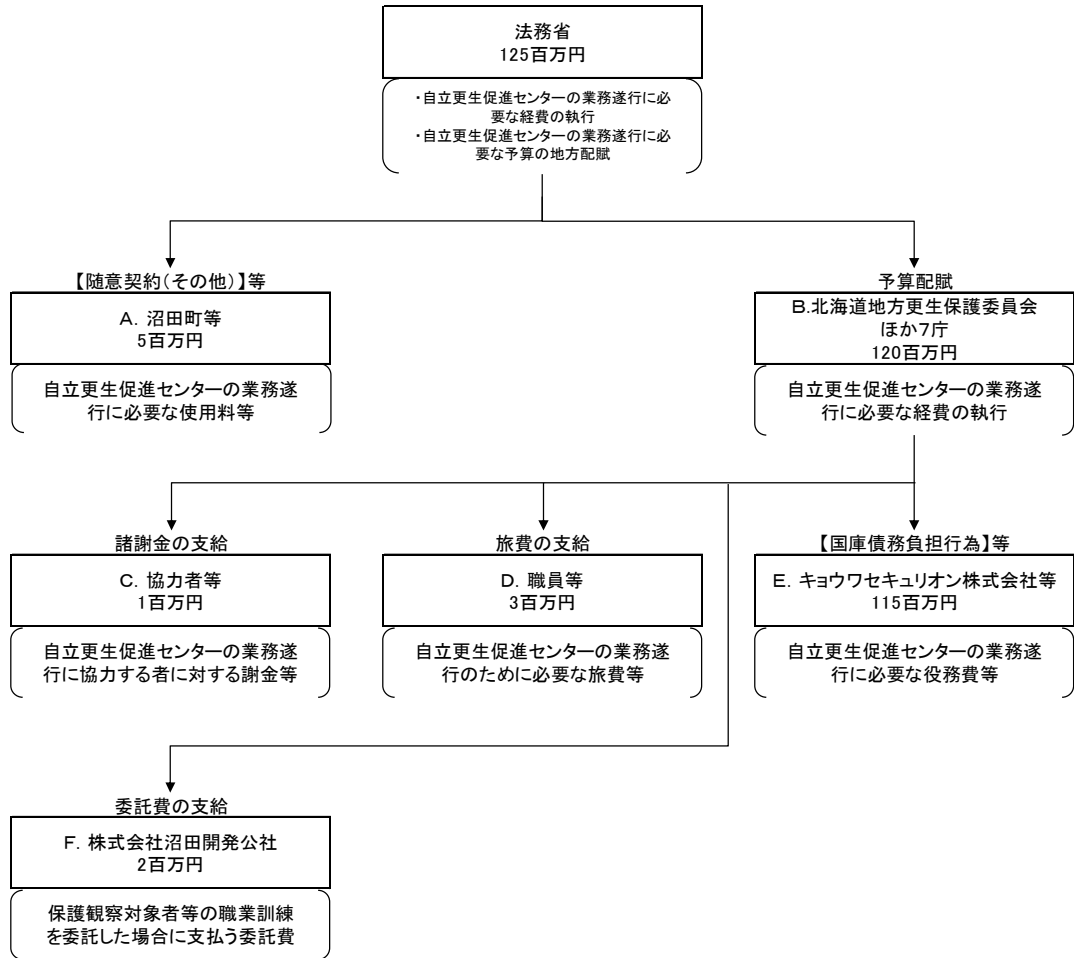 法務省
125百万円
・自立更生促進センターの業務遂行に必
要な経費の執行
・自立更生促進センターの業務遂行に必
要な予算の地方配賦
【随意契約(その他)】等
A．沼田町等
5百万円
自立更生促進センターの業務遂
行に必要な使用料等
予算配賦
B.北海道地方更生保護委員会
ほか7庁
120百万円
自立更生促進センターの業務遂
行に必要な経費の執行
諸謝金の支給
C．協力者等
1百万円
自立更生促進センターの業務遂
行に協力する者に対する謝金等
旅費の支給
D．職員等
3百万円
自立更生促進センターの業務遂
行のために必要な旅費等
【国庫債務負担行為】等
E．キョウワセキュリオン株式会社等
115百万円
自立更生促進センターの業務遂
行に必要な役務費等
委託費の支給
F．株式会社沼田開発公社
2百万円
保護観察対象者等の職業訓練
を委託した場合に支払う委託費